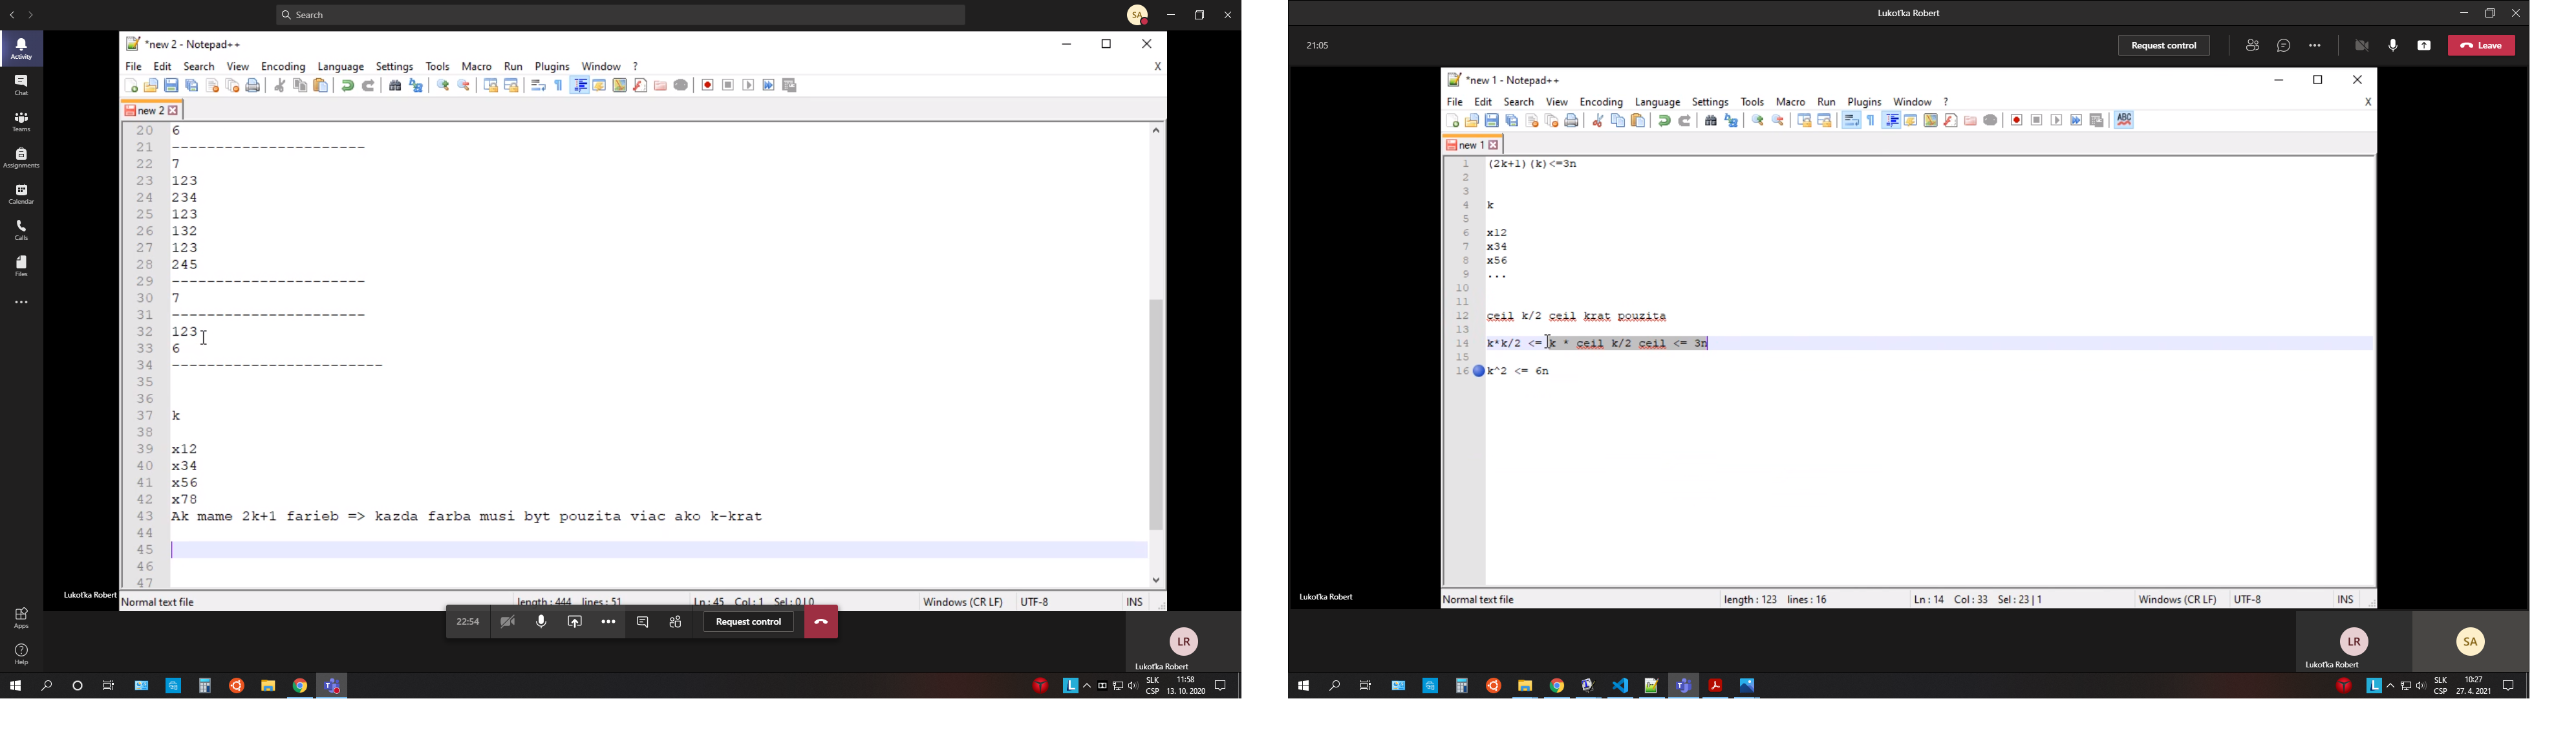 Search
SA
*new 2 - Notepad++
File Edit Search View Encoding Language Settings Tools Macro Run Plugins Window ? X
new 2
20 6
21 ----------------------
22 7
23 123
24 234
25 123
26 132
27 123
28 245
29 ----------------------
30 7
31 ----------------------
32 123
33 6
34 ------------------------
35
36
37 k
38
39 x12
40 x34
41 x56
42 x78
43 Ak mame 2k+1 farieb => kazda farba musi byt pouzita viac ako k-krat
44
45
46
47
Normal text file length : 444 lines : 51 Ln : 45 Col : 1 Sel : 0 | 0 Windows (CR LF) UTF-8 INS
Activity
Chat
Teams
Assignments
Calendar
Calls
Files
Apps
Help
Lukoťka Robert
22:54 Request control
LR
Lukoťka Robert
L SLK 11:58
CSP 13. 10. 2020
Lukoťka Robert
21:05 Request control Leave
*new 1 - Notepad++
File Edit Search View Encoding Language Settings Tools Macro Run Plugins Window ? X
ABC
new 1
1 (2k+1)(k)<=3n
2
3
4 k
5
6 x12
7 x34
8 x56
9 ...
10
11
12 ceil k/2 ceil krat pouzita
13
14 k*k/2 <= k * ceil k/2 ceil <= 3n
15
16 k^2 <= 6n
Normal text file length : 123 lines : 16 Ln : 14 Col : 33 Sel : 23 | 1 Windows (CR LF) UTF-8 INS
Lukoťka Robert
LR SA
Lukoťka Robert
L SLK 10:27
CSP 27. 4. 2021